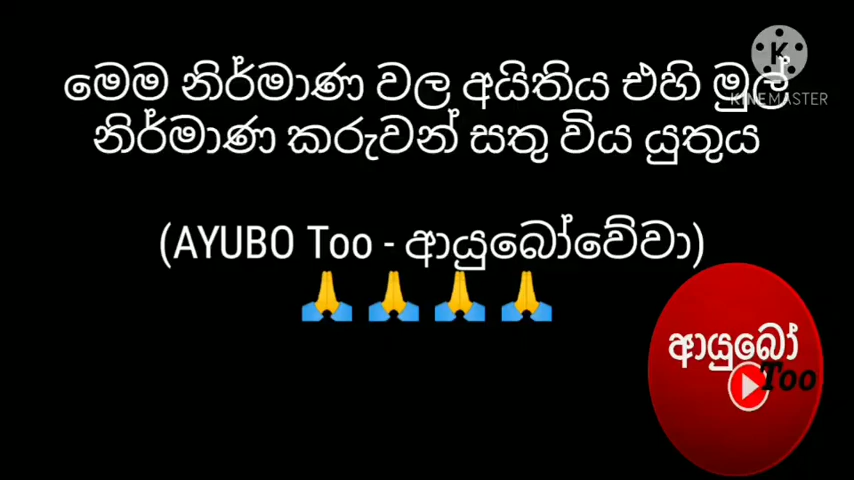 මෙම නිර්මාණ වල අයිතිය එහි මුල්
නිර්මාණ කරුවන් සතු විය යුතුය
(AYUBO Too - ආයුබෝවේවා)
🙏 🙏 🙏 🙏
K
KINEMASTER
ආයුබෝ
Too